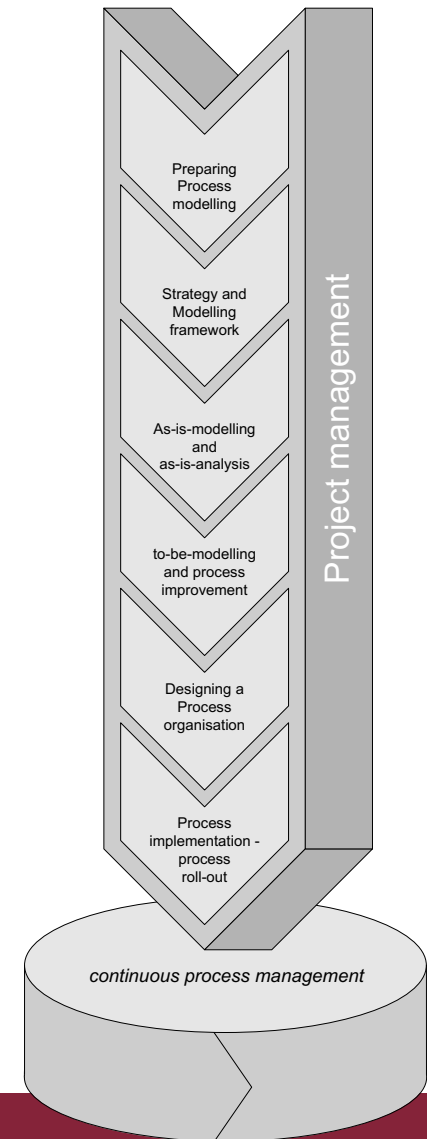 Preparing
Process
modelling
Strategy and
Modelling
framework
As-is-modelling
and
as-is-analysis
to-be-modelling
and process
improvement
Designing a
Process
organisation
Process
implementation -
process
roll-out
Project management
continuous process management